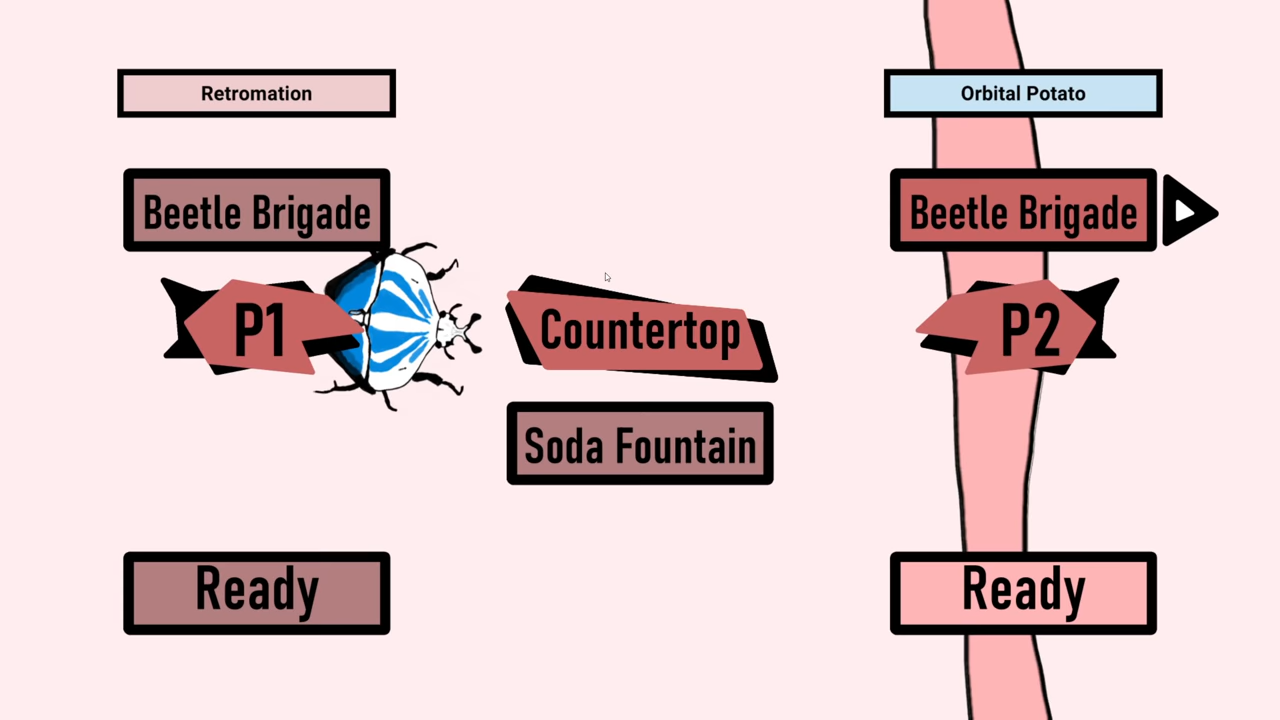 Retromation
Orbital Potato
Beetle Brigade
Beetle Brigade
P1
Countertop
P2
Soda Fountain
Ready
Ready